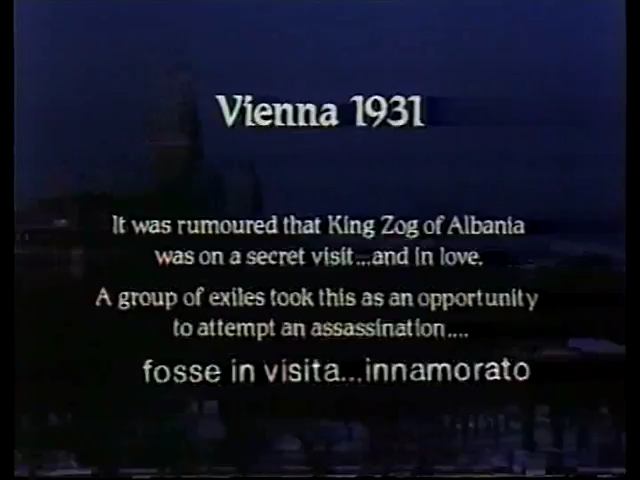 Vienna 1931
It was rumoured that King Zog of Albania
was on a secret visit...and in love.
A group of exiles took this as an opportunity
to attempt an assassination....
fosse in visita...innamorato